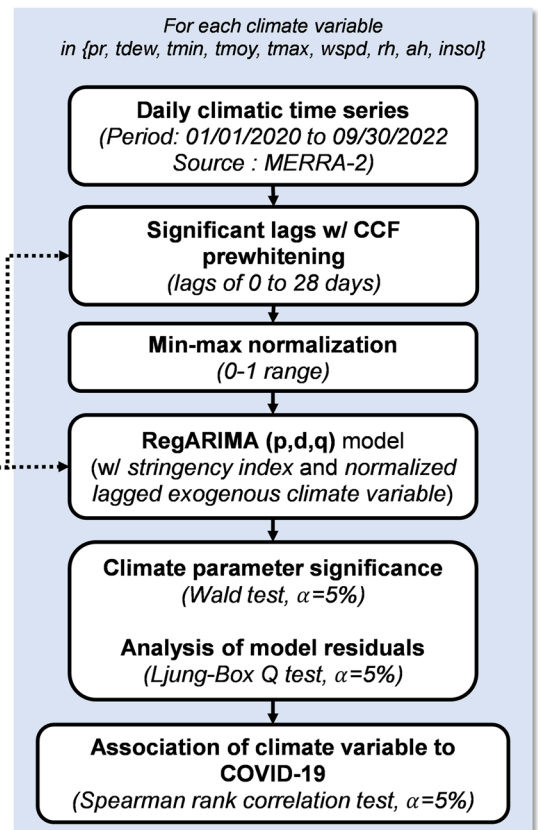 For each climate variable
in {pr, tdew, tmin, tmoy, tmax, wspd, rh, ah, insol}
Daily climatic time series
(Period: 01/01/2020 to 09/30/2022
Source : MERRA-2)
Significant lags w/ CCF
prewhitening
(lags of 0 to 28 days)
Min-max normalization
(0-1 range)
RegARIMA (p,d,q) model
(w/ stringency index and normalized
lagged exogenous climate variable)
Climate parameter significance
(Wald test, α=5%)
Analysis of model residuals
(Ljung-Box Q test, α=5%)
Association of climate variable to
COVID-19
(Spearman rank correlation test, α=5%)